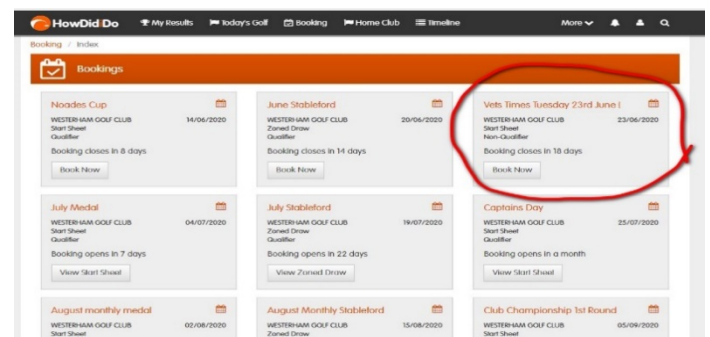 HowDidiDo My Results Today's Golf Booking Home Club Timeline More
Booking / Index
Bookings
Noades Cup
WESTERHAM GOLF CLUB 14/06/2020
Start Sheet
Qualifier
Booking closes in 8 days
Book Now
June Stableford
WESTERHAM GOLF CLUB 20/06/2020
Zoned Draw
Qualifier
Booking closes in 14 days
Book Now
Vets Times Tuesday 23rd June (
WESTERHAM GOLF CLUB 23/06/2020
Start Sheet
Non-Qualifier
Booking closes in 18 days
Book Now
July Medal
WESTERHAM GOLF CLUB 04/07/2020
Start Sheet
Qualifier
Booking opens in 7 days
View Start Sheet
July Stableford
WESTERHAM GOLF CLUB 19/07/2020
Zoned Draw
Qualifier
Booking opens in 22 days
View Zoned Draw
Captains Day
WESTERHAM GOLF CLUB 25/07/2020
Start Sheet
Qualifier
Booking opens in a month
View Start Sheet
August monthly medal
WESTERHAM GOLF CLUB 02/08/2020
Start Sheet
August Monthly Stableford
WESTERHAM GOLF CLUB 15/08/2020
Zoned Draw
Club Championship 1st Round
WESTERHAM GOLF CLUB 05/09/2020
Start Sheet